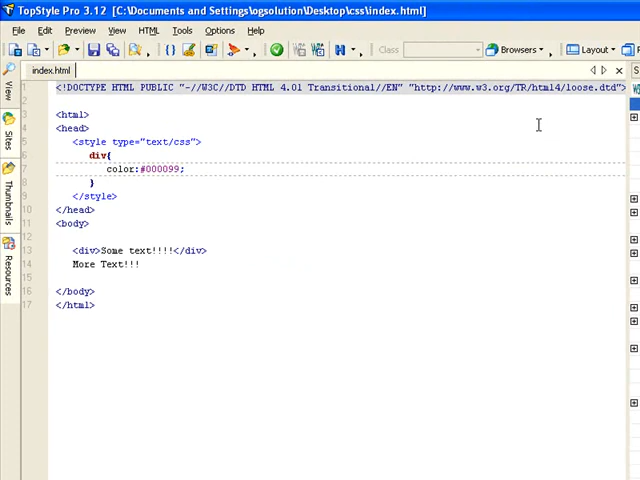 TopStyle Pro 3.12 [C:\Documents and Settings\ogsolution\Desktop\css\index.html]
File Edit Preview View HTML Tools Options Help
Browsers Layout
Class
index.html
View
Sites
Thumbnails
Resources
1 <!DOCTYPE HTML PUBLIC "-//W3C//DTD HTML 4.01 Transitional//EN" "http://www.w3.org/TR/html4/loose.dtd">
2
3 <html>
4 <head>
5 <style type="text/css">
6 div{
7 color:#000099;
8 }
9 </style>
10 </head>
11 <body>
12
13 <div>Some text!!!!</div>
14 More Text!!!
15
16 </body>
17 </html>